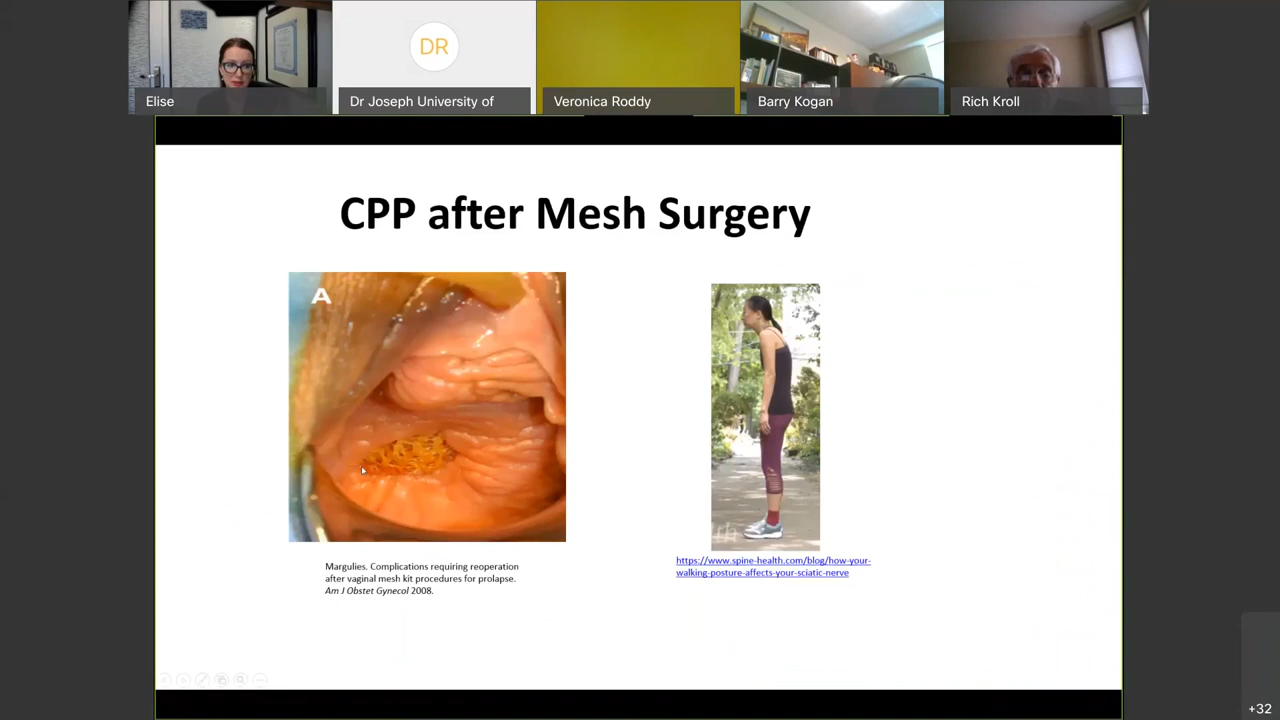 DR
Elise
Dr Joseph University of
Veronica Roddy
Barry Kogan
Rich Kroll
CPP after Mesh Surgery
A
Margulies. Complications requiring reoperation
after vaginal mesh kit procedures for prolapse.
Am J Obstet Gynecol 2008.
https://www.spine-health.com/blog/how-your-
walking-posture-affects-your-sciatic-nerve
+32